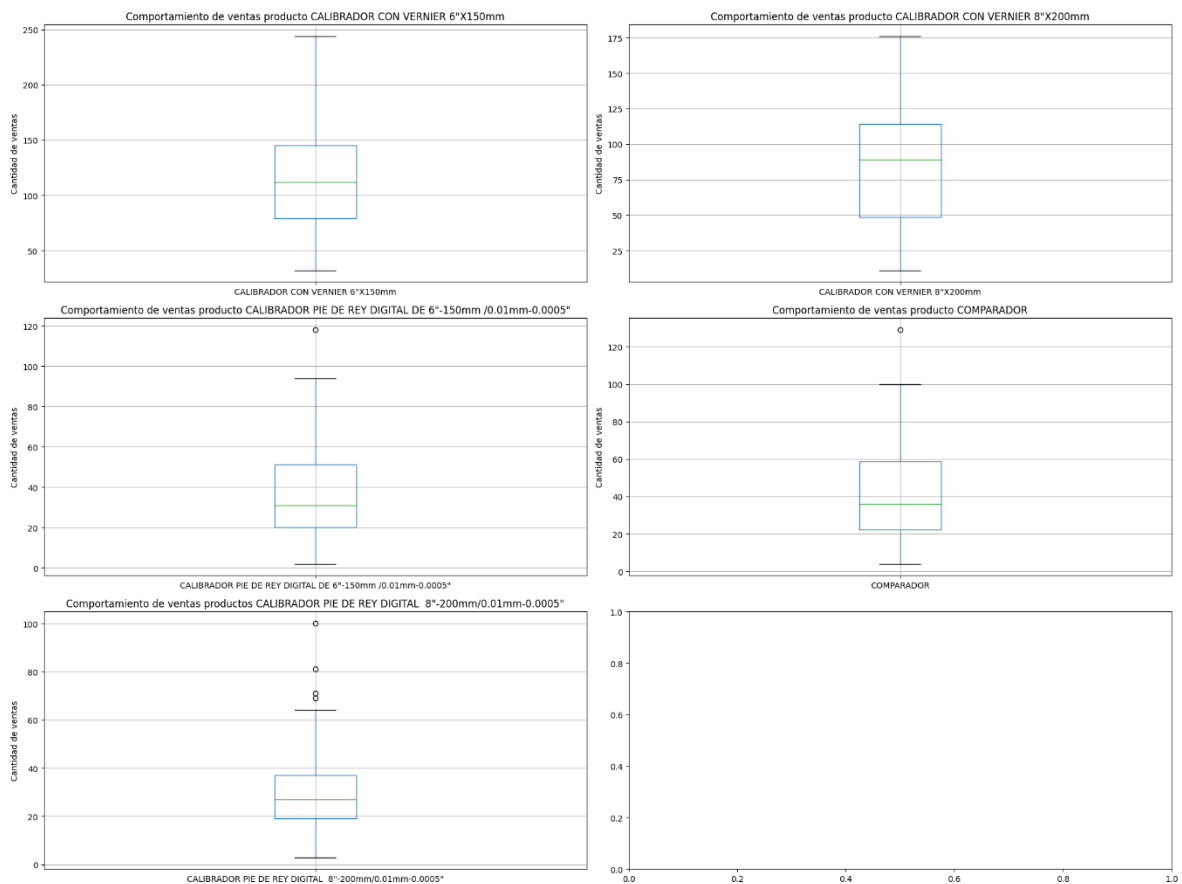 Comportamiento de ventas producto CALIBRADOR CON VERNIER 6"X150mm
250
200
150
100
50
Cantidad de ventas
CALIBRADOR CON VERNIER 6"X150mm
Comportamiento de ventas producto CALIBRADOR CON VERNIER 8"X200mm
175
150
125
100
75
50
25
Cantidad de ventas
CALIBRADOR CON VERNIER 8"X200mm
Comportamiento de ventas producto CALIBRADOR PIE DE REY DIGITAL DE 6"-150mm /0.01mm-0.0005"
120
100
80
60
40
20
0
Cantidad de ventas
CALIBRADOR PIE DE REY DIGITAL DE 6"-150mm /0.01mm-0.0005"
Comportamiento de ventas producto COMPARADOR
120
100
80
60
40
20
0
Cantidad de ventas
COMPARADOR
Comportamiento de ventas productos CALIBRADOR PIE DE REY DIGITAL  8"-200mm/0.01mm-0.0005"
100
80
60
40
20
0
Cantidad de ventas
CALIBRADOR PIE DE REY DIGITAL  8"-200mm/0.01mm-0.0005"
1.0
0.8
0.6
0.4
0.2
0.0
0.0 0.2 0.4 0.6 0.8 1.0